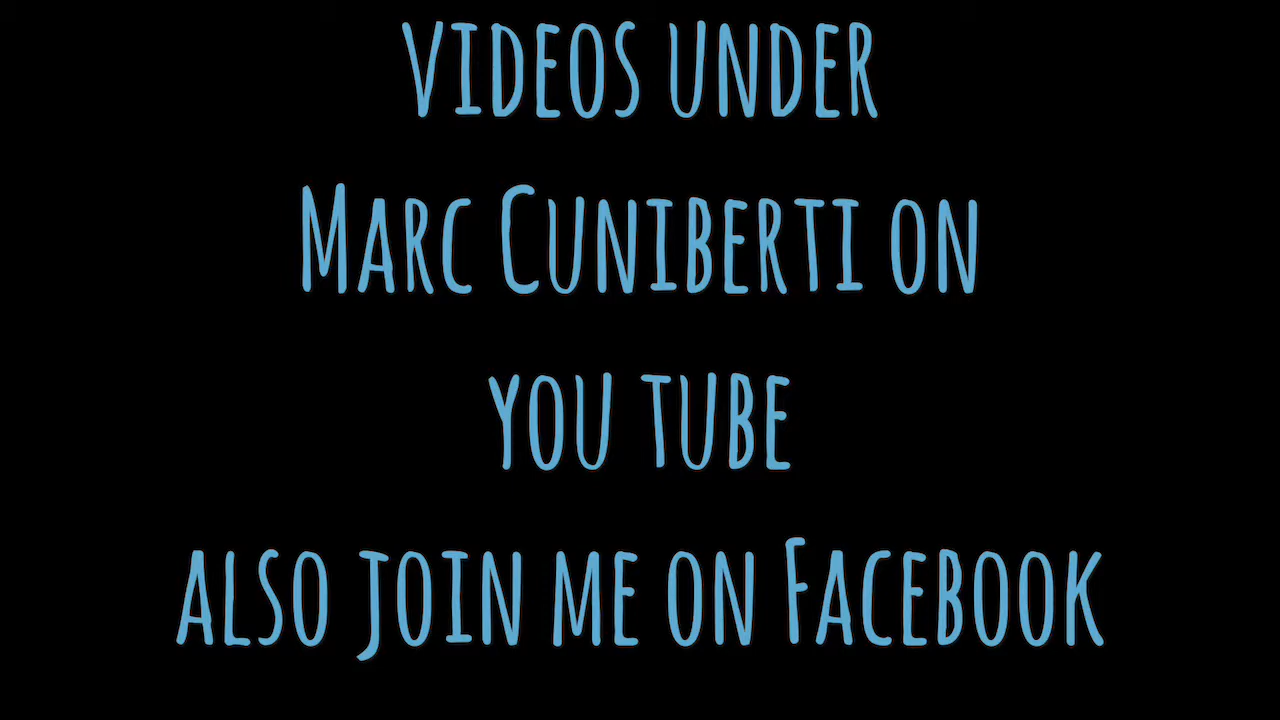 VIDEOS UNDER
MARC CUNIBERTI ON
YOU TUBE
ALSO JOIN ME ON FACEBOOK